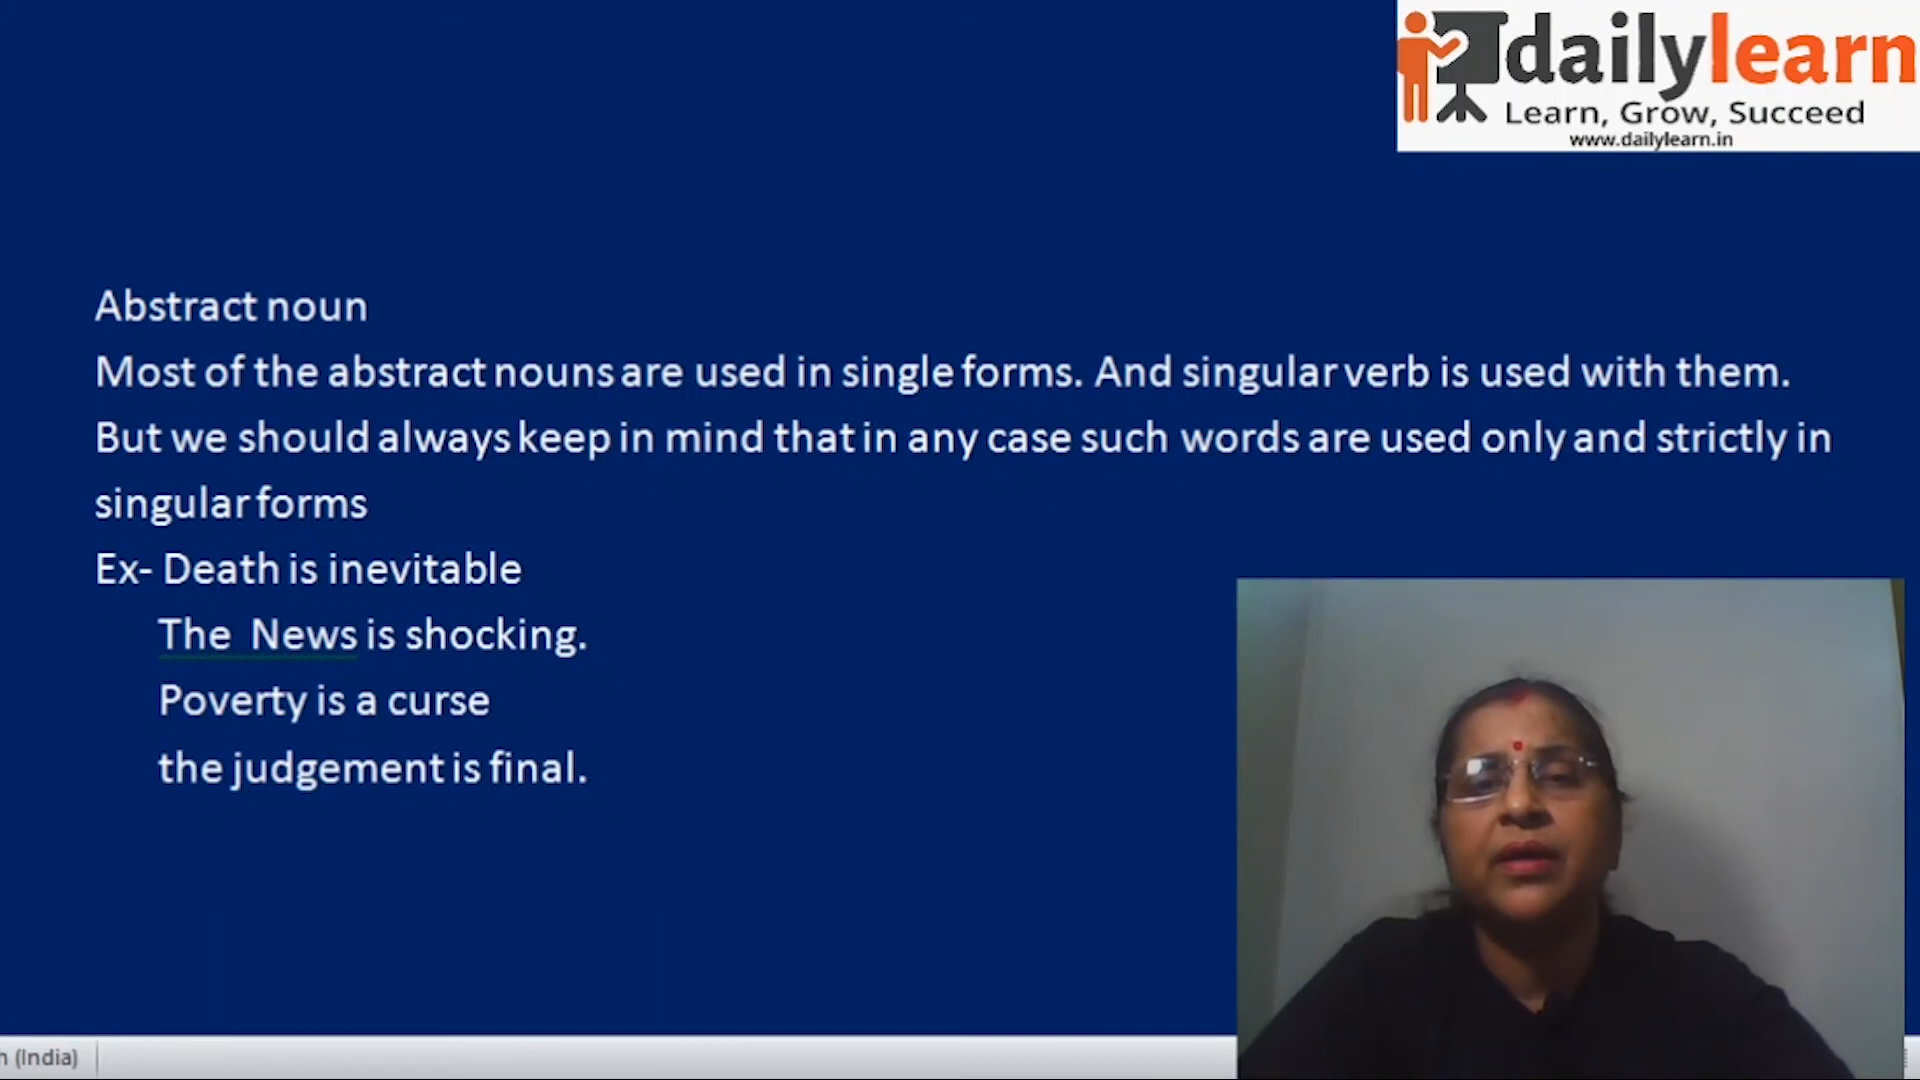 dailylearn
Learn, Grow, Succeed
www.dailylearn.in
Abstract noun
Most of the abstract nouns are used in single forms. And singular verb is used with them.
But we should always keep in mind that in any case such words are used only and strictly in
singular forms
Ex- Death is inevitable
The News is shocking.
Poverty is a curse
the judgement is final.
(India)